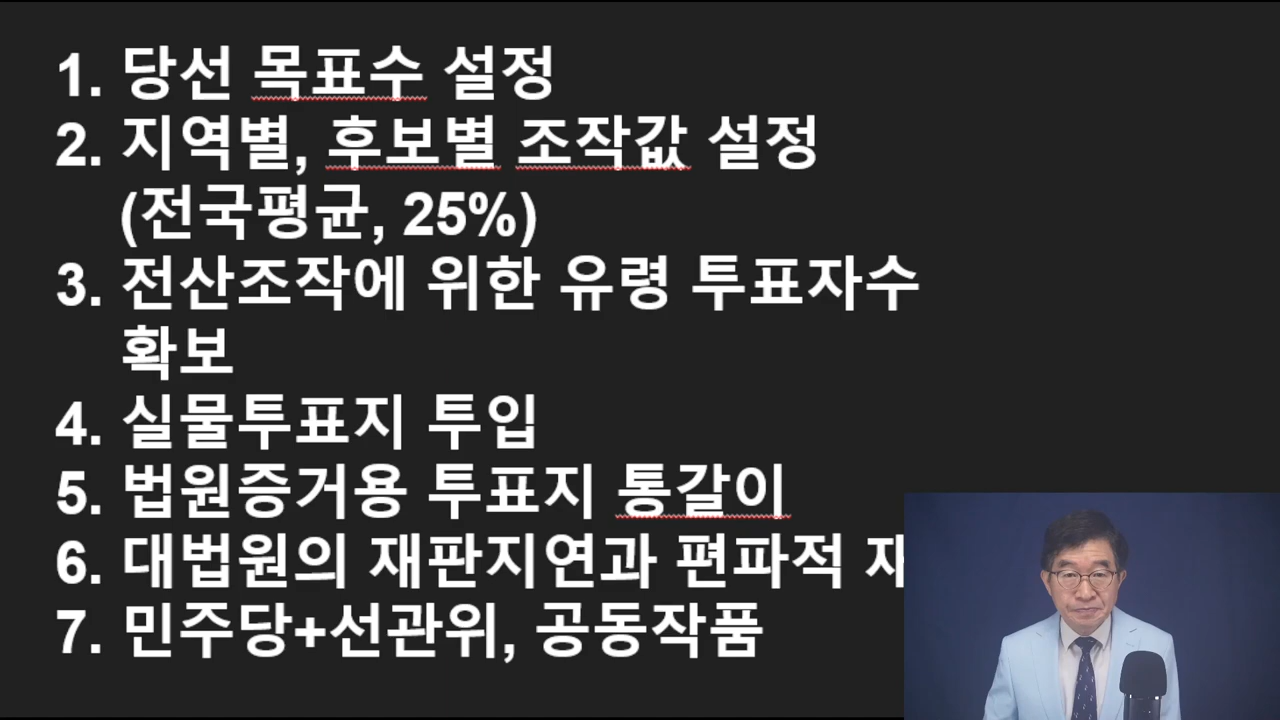 1. 당선 목표수 설정
2. 지역별, 후보별 조작값 설정
(전국평균, 25%)
3. 전산조작에 위한 유령 투표자수
확보
4. 실물투표지 투입
5. 법원증거용 투표지 통갈이
6. 대법원의 재판지연과 편파적
7. 민주당+선관위, 공동작품